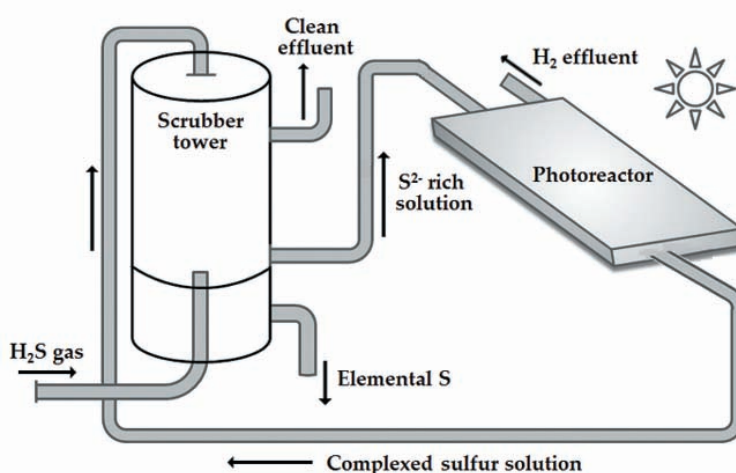 Clean
effluent
H₂ effluent
Scrubber
tower
Photoreactor
S²⁻ rich
solution
H₂S gas
Elemental S
Complexed sulfur solution